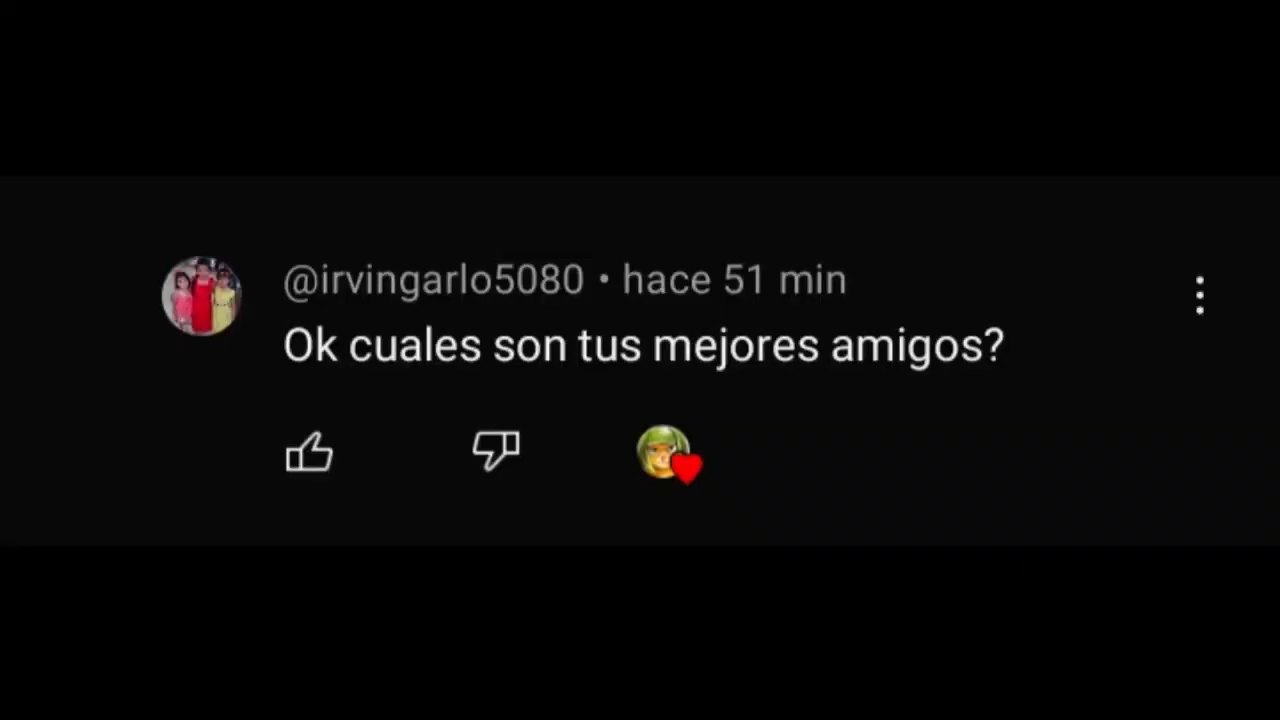 @irvingarlo5080 • hace 51 min
Ok cuales son tus mejores amigos?